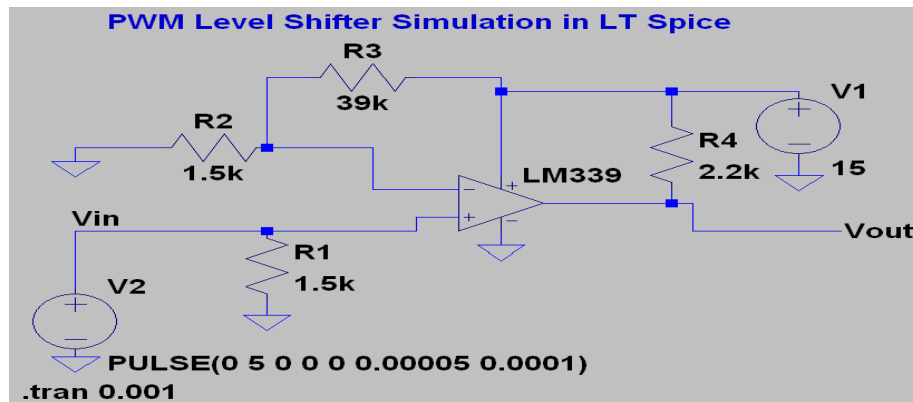 PWM Level Shifter Simulation in LT Spice
R3
39k
V1
R2
1.5k
R4
2.2k
15
LM339
Vin
Vout
R1
1.5k
V2
PULSE(0 5 0 0 0 0.00005 0.0001)
.tran 0.001